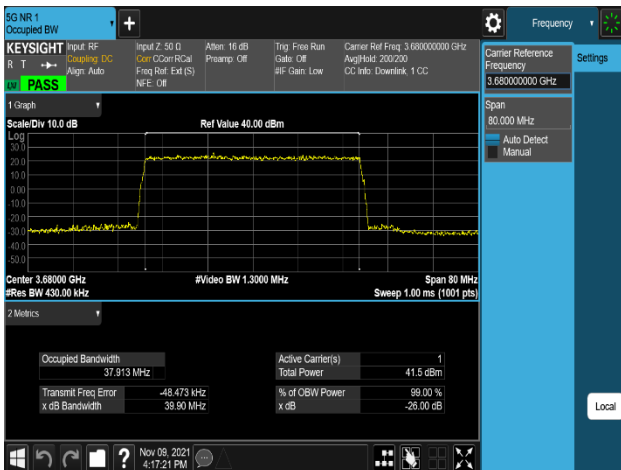 5G NR 1
Occupied BW
Frequency
KEYSIGHT
R T
PASS
Input: RF
Coupling: DC
Align: Auto
Input Z: 50 Ω
Corr CCorr RCal
Freq Ref: Ext (S)
NFE: Off
Atten: 16 dB
Preamp: Off
Trig: Free Run
Gate: Off
#IF Gain: Low
Carrier Ref Freq: 3.680000000 GHz
Avg|Hold: 200/200
CC Info: Downlink, 1 CC
Carrier Reference
Frequency
3.680000000 GHz
Settings
Span
80.000 MHz
Auto Detect
Manual
1 Graph
Scale/Div 10.0 dB
Ref Value 40.00 dBm
Log
30.0
20.0
10.0
0.00
-10.0
-20.0
-30.0
-40.0
-50.0
Center 3.68000 GHz
#Video BW 1.3000 MHz
Span 80 MHz
#Res BW 430.00 kHz
Sweep 1.00 ms (1001 pts)
2 Metrics
Occupied Bandwidth
37.913 MHz
Active Carrier(s) 1
Total Power 41.5 dBm
Transmit Freq Error -48.473 kHz
x dB Bandwidth 39.90 MHz
% of OBW Power 99.00 %
x dB -26.00 dB
Local
?
Nov 09, 2021
4:17:21 PM